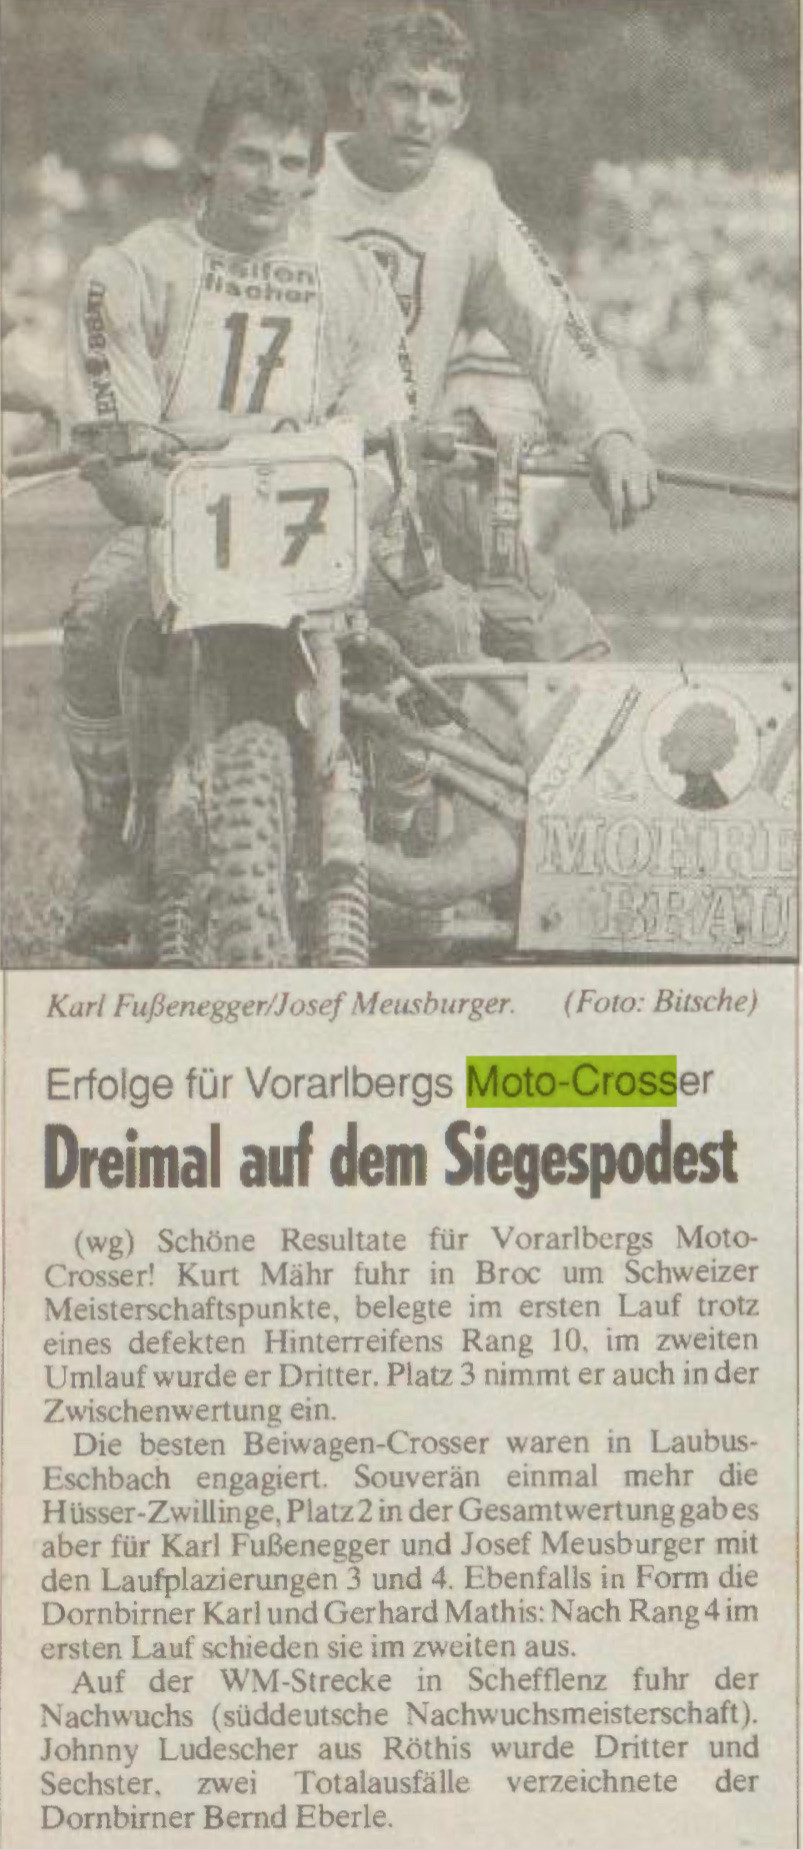 reifen
fischer
17
BRÄU
17
MOHRE
BRÄU
Karl Fußenegger/Josef Meusburger. (Foto: Bitsche)
Erfolge für Vorarlbergs Moto-Crosser
Dreimal auf dem Siegespodest
(wg) Schöne Resultate für Vorarlbergs Moto-
Crosser! Kurt Mähr fuhr in Broc um Schweizer
Meisterschaftspunkte, belegte im ersten Lauf trotz
eines defekten Hinterreifens Rang 10, im zweiten
Umlauf wurde er Dritter. Platz 3 nimmt er auch in der
Zwischenwertung ein.
Die besten Beiwagen-Crosser waren in Laubus-
Eschbach engagiert. Souverän einmal mehr die
Hüsser-Zwillinge, Platz 2 in der Gesamtwertung gab es
aber für Karl Fußenegger und Josef Meusburger mit
den Laufplazierungen 3 und 4. Ebenfalls in Form die
Dornbirner Karl und Gerhard Mathis: Nach Rang 4 im
ersten Lauf schieden sie im zweiten aus.
Auf der WM-Strecke in Schefflenz fuhr der
Nachwuchs (süddeutsche Nachwuchsmeisterschaft).
Johnny Ludescher aus Röthis wurde Dritter und
Sechster, zwei Totalausfälle verzeichnete der
Dornbirner Bernd Eberle.